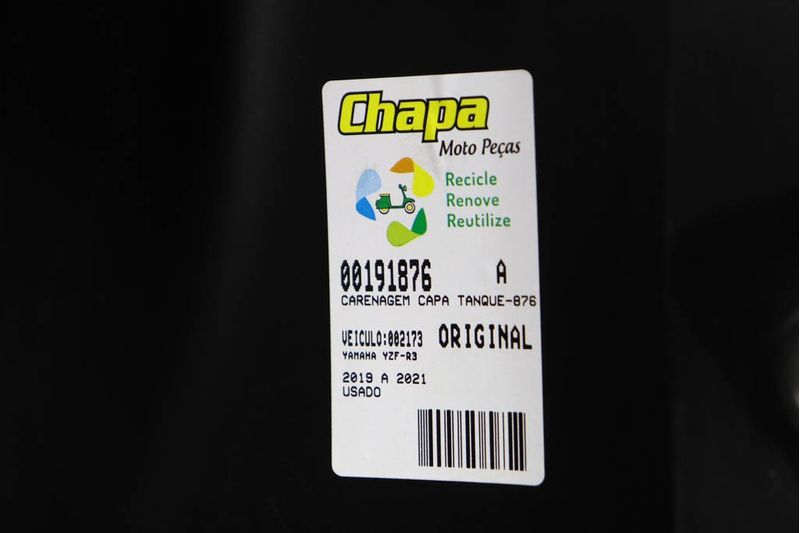 Chapa
Moto Peças
Recicle
Renove
Reutilize
00191876 A
CARENAGEM CAPA TANQUE-876
VEICULO:002173 ORIGINAL
YAMAHA YZF-R3
2019 A 2021
USADO